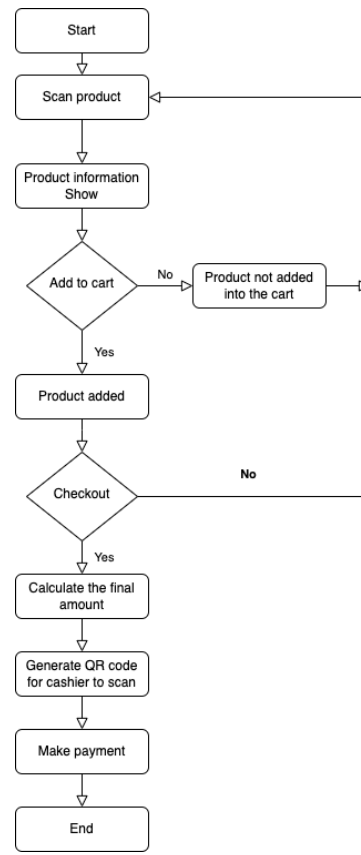 Start
Scan product
Product information
Show
Add to cart
No
Product not added
into the cart
Yes
Product added
Checkout
No
Yes
Calculate the final
amount
Generate QR code
for cashier to scan
Make payment
End